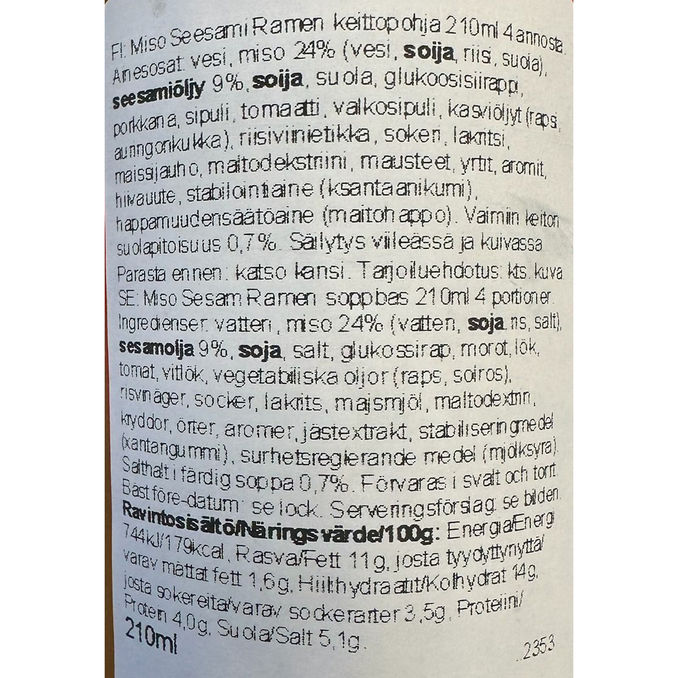 FI: Miso Seesami Ramen keittopohja 210ml 4 annosta.
Ainesosat: vesi, miso 24% (vesi, soija, riisi, suola),
seesamiöljy 9%, soija, suola, glukoosisiirappi,
porkkana, sipuli, tomaatti, valkosipuli, kasviöljyt (rapsi,
auringonkukka), riisiviinietikka, sokeri, lakritsi,
maissijauho, maltodekstriini, mausteet, yrtit, aromit,
hiivauute, stabilointiaine (ksantaanikumi),
happamuudensäätöaine (maitohappo). Valmiin keiton
suolapitoisuus 0,7%. Säilytys viileässä ja kuivassa
Parasta ennen: katso kansi. Tarjoiluehdotus: kts. kuva
SE: Miso Sesam Ramen soppbas 210ml 4 portioner.
Ingredienser: vatten, miso 24% (vatten, soja, ris, salt),
sesamolja 9%, soja, salt, glukossirap, morot, lök,
tomat, vitlök, vegetabiliska oljor (raps, solros),
risvinäger, socker, lakrits, majsmjöl, maltodextrin,
kryddor, örter, aromer, jästextrakt, stabiliseringmedel
(xantangummi), surhetsreglerande medel (mjölksyra).
Salthalt i färdig soppa 0,7%. Förvaras i svalt och torrt.
Bäst före-datum: se lock. Serveringsförslag: se bilden.
Ravintosisältö/Näringsvärde/100g: Energia/Energi
744kJ/179kcal, Rasva/Fett 11g, josta tyydyttynyttä/
varav mättat fett 1,6g, Hiilihydraatit/Kolhydrat 14g,
josta sokereita/varav sockerarter 3,5g, Proteiini/
Protein 4,0g, Suola/Salt 5,1g.
210ml
2353